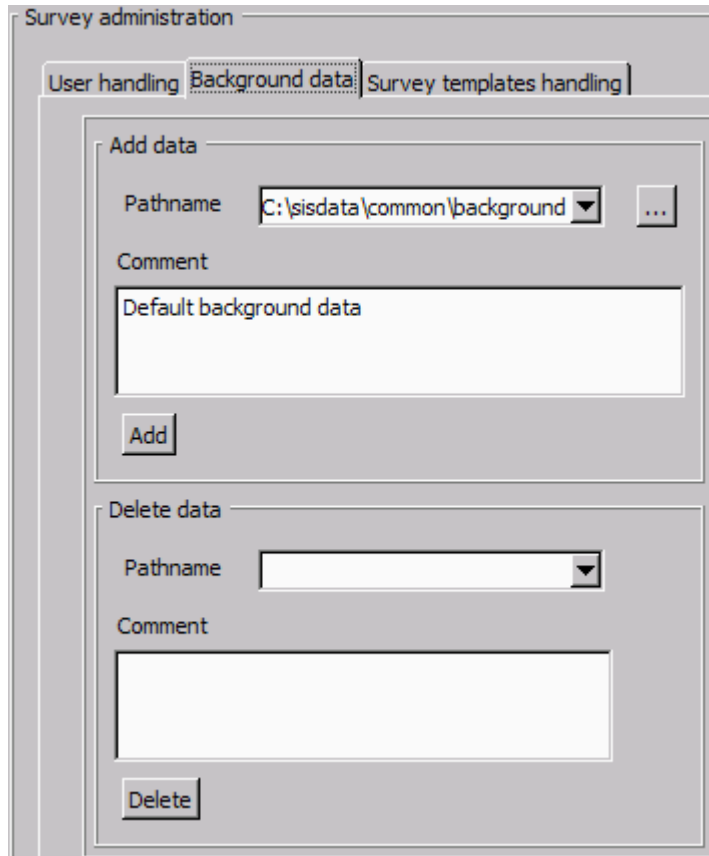 Survey administration
User handling Background data Survey templates handling
Add data
Pathname C:\sisdata\common\background ...
Comment
Default background data
Add
Delete data
Pathname
Comment
Delete